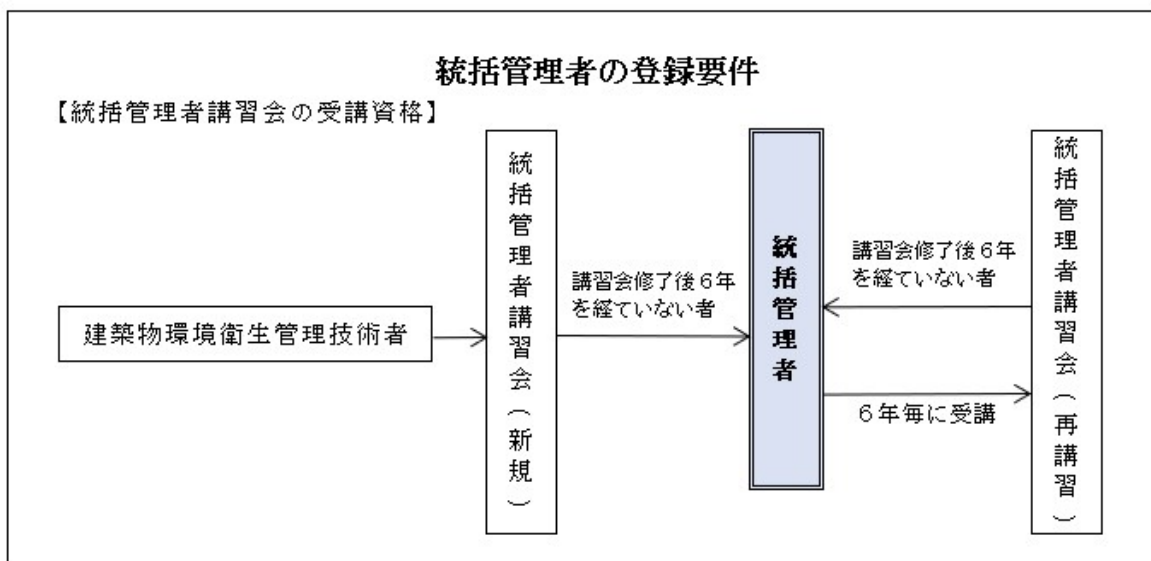 統括管理者の登録要件
【統括管理者講習会の受講資格】
建築物環境衛生管理技術者
統括管理者講習会(新規)
講習会修了後6年
を経ていない者
統括管理者
講習会修了後6年
を経ていない者
6年毎に受講
統括管理者講習会(再講習)